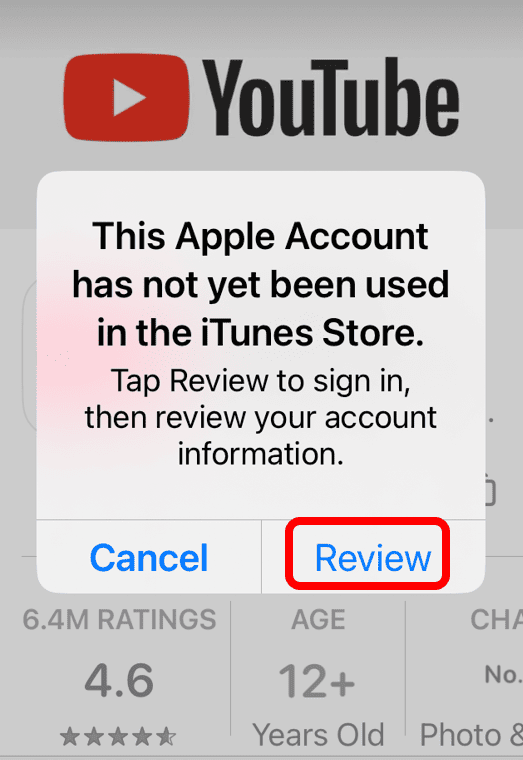 YouTube
This Apple Account
has not yet been used
in the iTunes Store.
Tap Review to sign in,
then review your account
information.
Cancel Review
6.4M RATINGS AGE CHA
4.6 12+ No.
Years Old Photo &